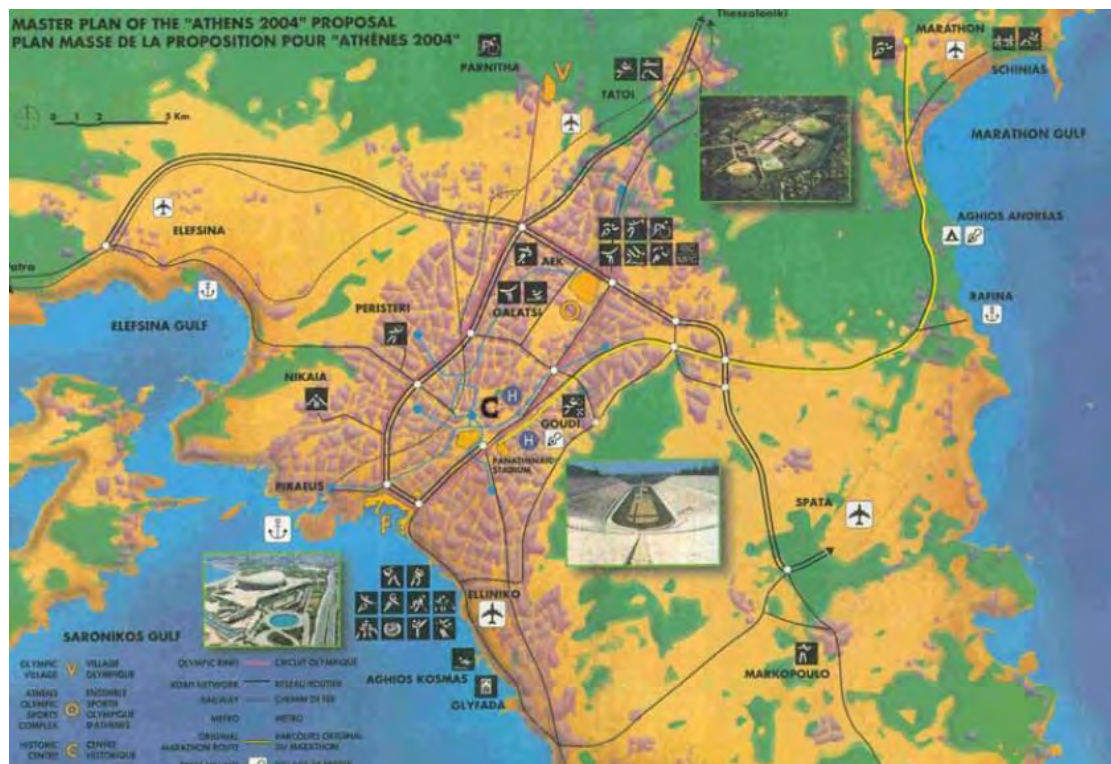 MASTER PLAN OF THE "ATHENS 2004" PROPOSAL
PLAN MASSE DE LA PROPOSITION POUR "ATHÈNES 2004"
Thessaloniki
PARNITHA
V
TATOI
MARATHON
SCHINIAS
0 1 2 5 Km
MARATHON GULF
ELEFSINA
AGHIOS ANDREAS
AEK
Patra
PERISTERI
GALATSI
RAFINA
ELEFSINA GULF
NIKAIA
C
H
GOUDI
H
PANATHENAIC
STADIUM
PIRAEUS
F
SPATA
ELLINIKO
SARONIKOS GULF
AGHIOS KOSMAS
MARKOPOULO
GLYFADA
OLYMPIC
VILLAGE
V
VILLAGE
OLYMPIQUE
ATHENS
OLYMPIC
SPORTS
COMPLEX
ENSEMBLE
SPORTIF
OLYMPIQUE
D'ATHENES
HISTORIC
CENTRE
C
CENTRE
HISTORIQUE
OLYMPIC RING
CIRCUIT OLYMPIQUE
ROAD NETWORK
RESEAU ROUTIER
RAILWAY
CHEMIN DE FER
METRO
METRO
ORIGINAL
MARATHON ROUTE
PARCOURS ORIGINAL
DU MARATHON